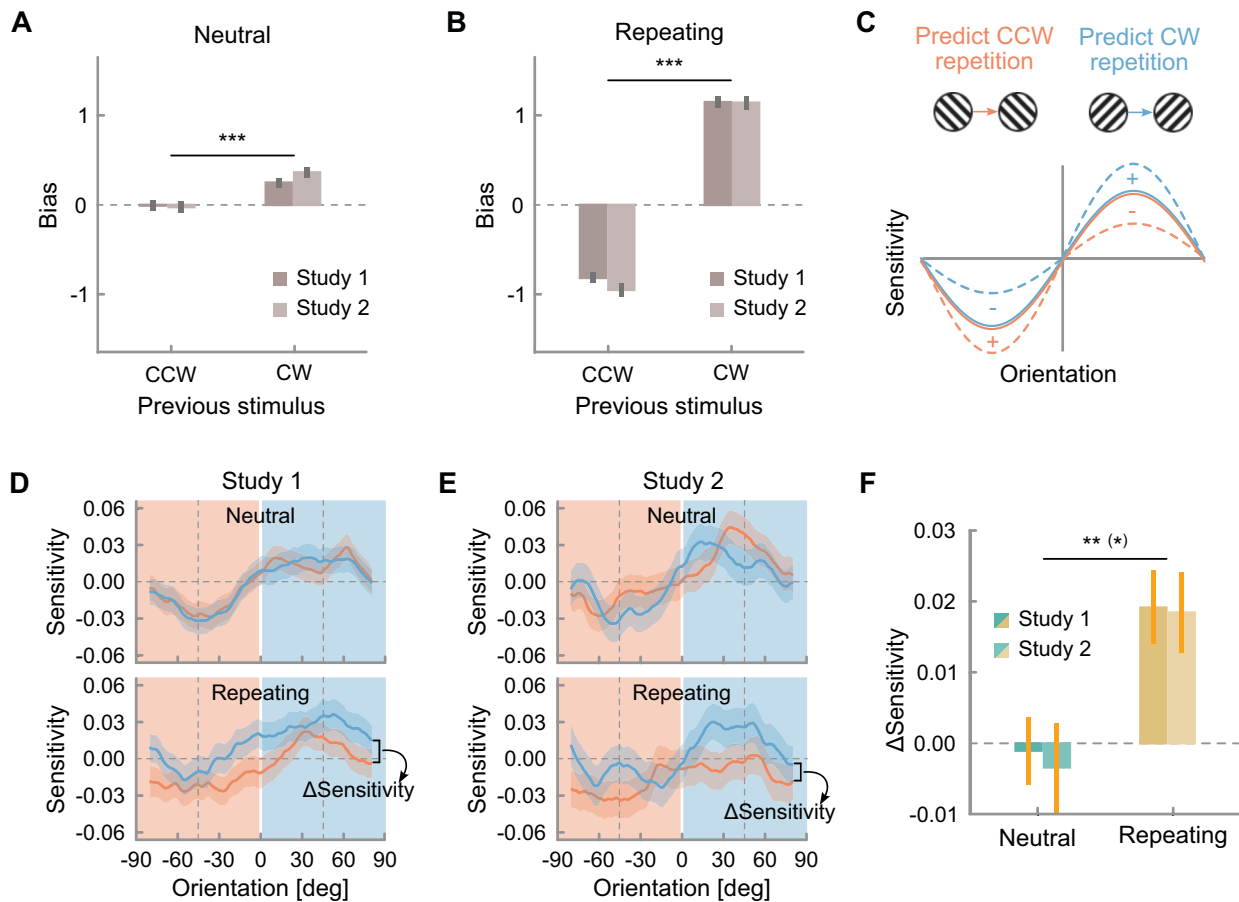 A
Neutral
1
0
-1
Bias
***
Study 1
Study 2
CCW
CW
Previous stimulus
B
Repeating
1
0
-1
Bias
***
Study 1
Study 2
CCW
CW
Previous stimulus
C
Predict CCW
repetition
Predict CW
repetition
Sensitivity
+
-
-
+
Orientation
D
Study 1
0.06
0.03
0.00
-0.03
-0.06
Sensitivity
Neutral
0.06
0.03
0.00
-0.03
-0.06
Sensitivity
Repeating
ΔSensitivity
-90
-60
-30
0
30
60
90
Orientation [deg]
E
Study 2
0.06
0.03
0.00
-0.03
-0.06
Sensitivity
Neutral
0.06
0.03
0.00
-0.03
-0.06
Sensitivity
Repeating
ΔSensitivity
-90
-60
-30
0
30
60
90
Orientation [deg]
F
0.03
0.02
0.01
0.00
-0.01
ΔSensitivity
** (*)
Study 1
Study 2
Neutral
Repeating